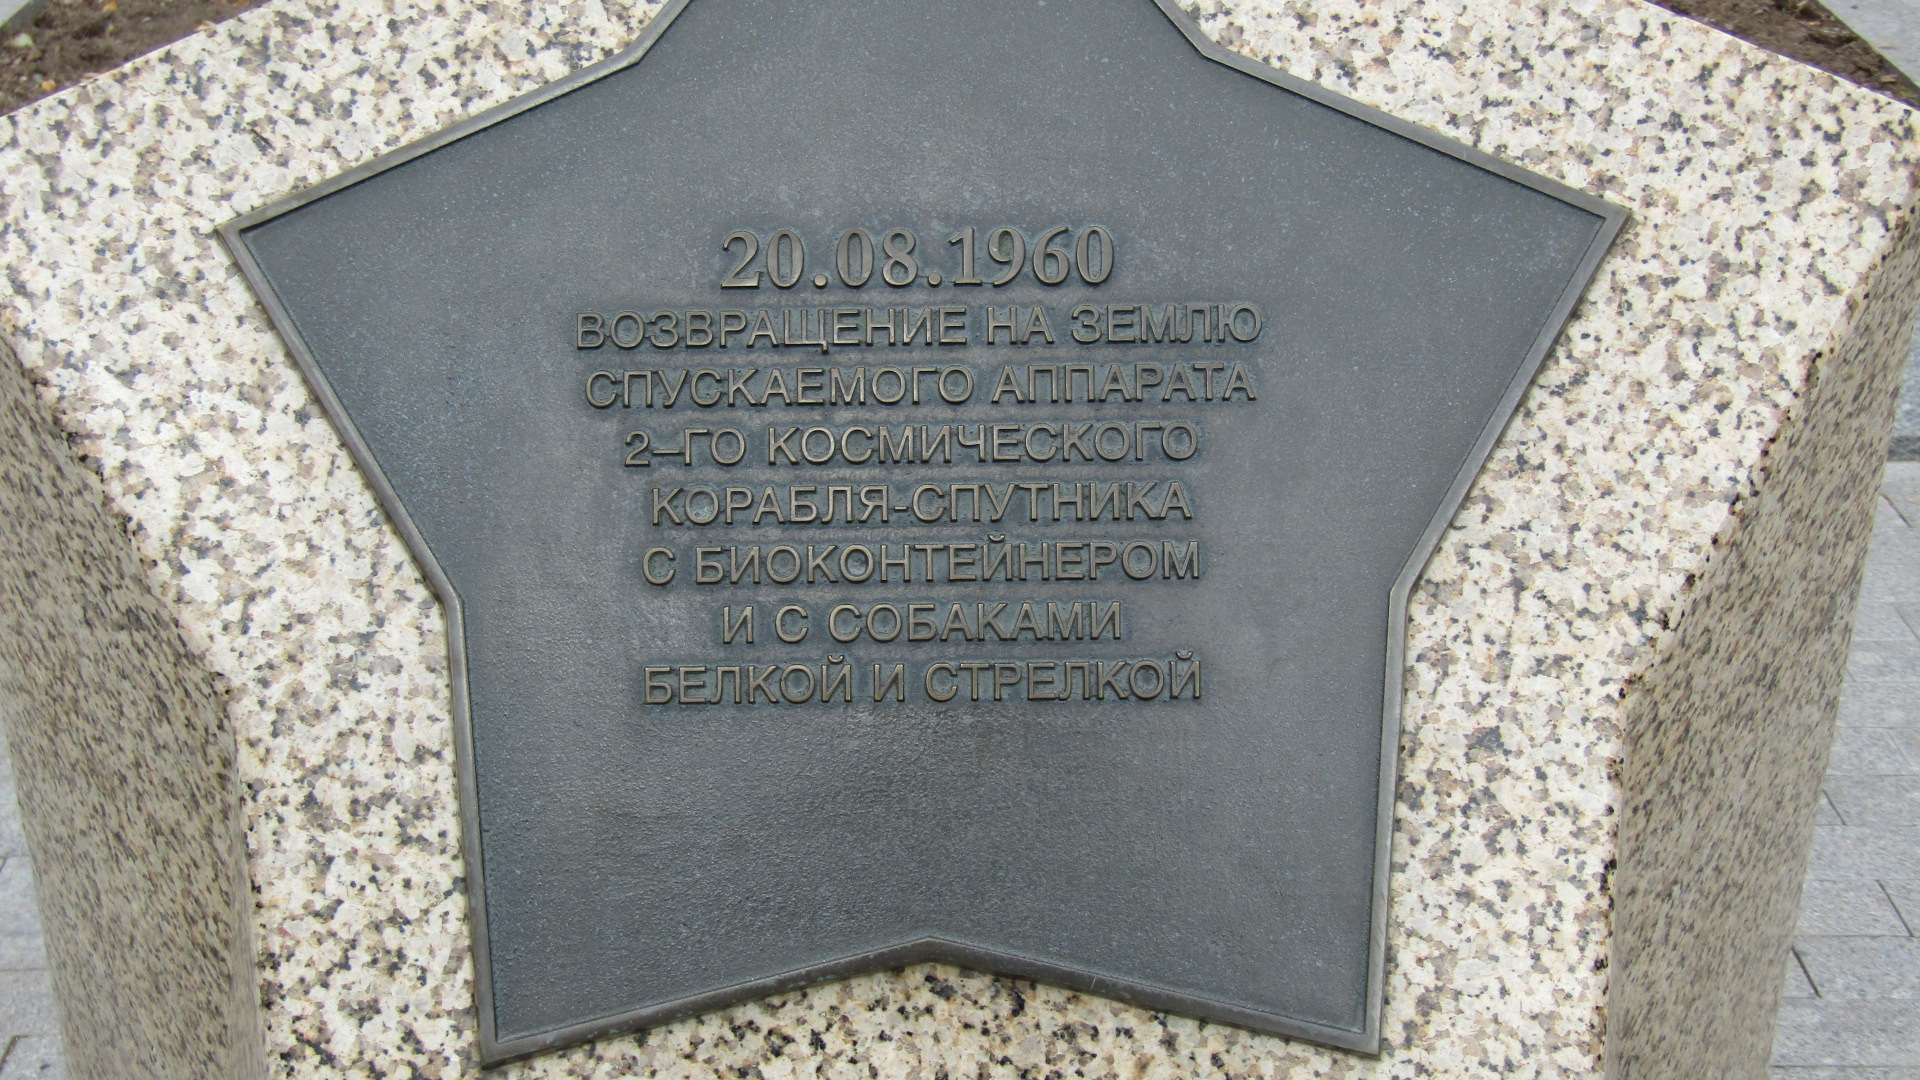 20.08.1960
ВОЗВРАЩЕНИЕ НА ЗЕМЛЮ
СПУСКАЕМОГО АППАРАТА
2–ГО КОСМИЧЕСКОГО
КОРАБЛЯ-СПУТНИКА
С БИОКОНТЕЙНЕРОМ
И С СОБАКАМИ
БЕЛКОЙ И СТРЕЛКОЙ